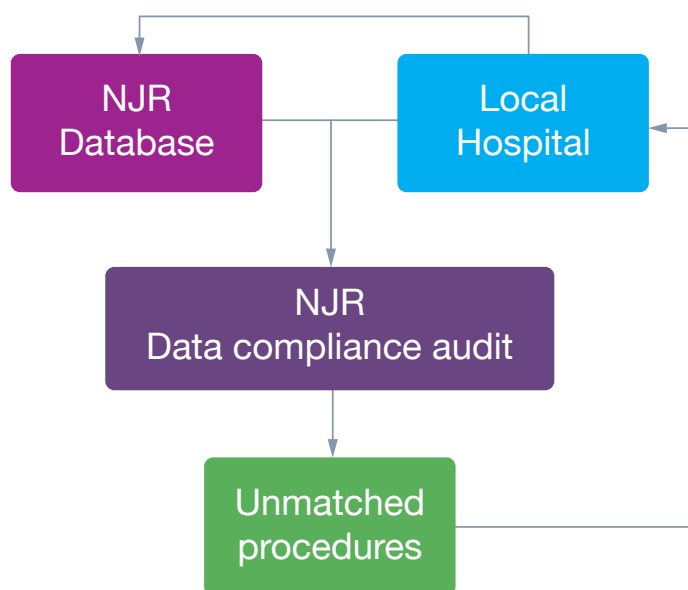 NJR
Database
Local
Hospital
NJR
Data compliance audit
Unmatched
procedures